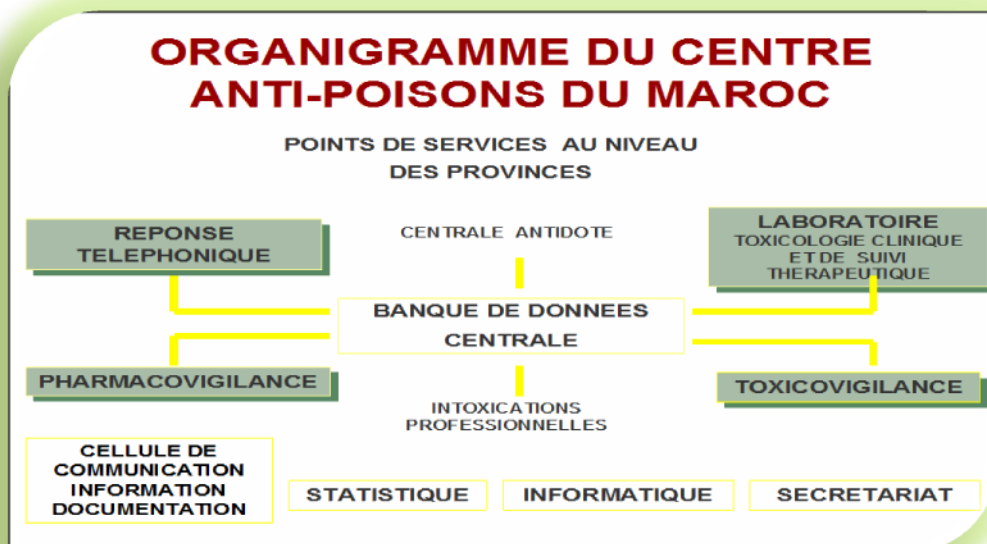 ORGANIGRAMME DU CENTRE
ANTI-POISONS DU MAROC
POINTS DE SERVICES AU NIVEAU
DES PROVINCES
REPONSE
TELEPHONIQUE
CENTRALE ANTIDOTE
LABORATOIRE
TOXICOLOGIE CLINIQUE
ET DE SUIVI
THERAPEUTIQUE
BANQUE DE DONNEES
CENTRALE
PHARMACOVIGILANCE
INTOXICATIONS
PROFESSIONNELLES
TOXICOVIGILANCE
CELLULE DE
COMMUNICATION
INFORMATION
DOCUMENTATION
STATISTIQUE
INFORMATIQUE
SECRETARIAT